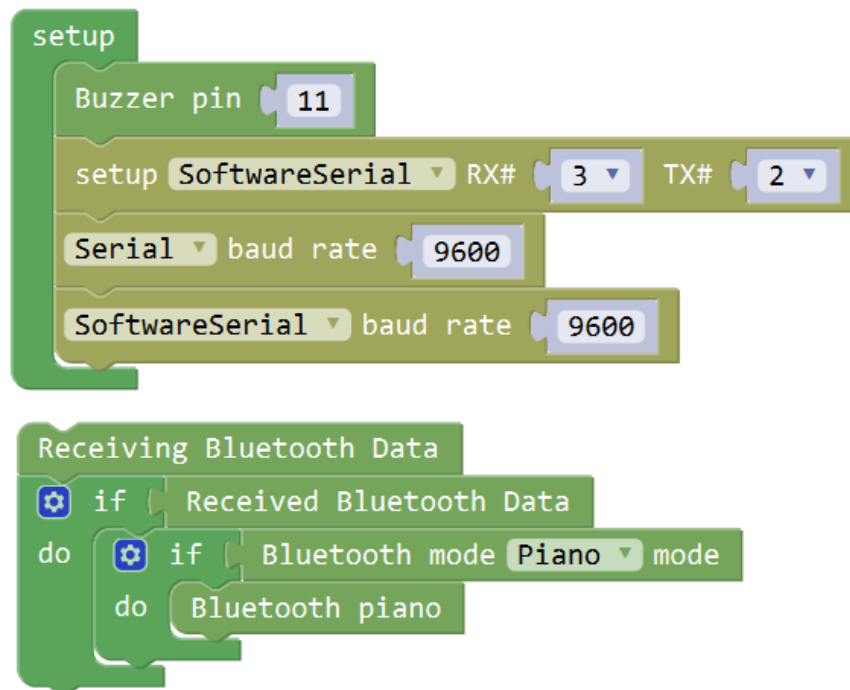 setup
Buzzer pin 11
setup SoftwareSerial RX# 3 TX# 2
Serial baud rate 9600
SoftwareSerial baud rate 9600
Receiving Bluetooth Data
if Received Bluetooth Data
do if Bluetooth mode Piano mode
do Bluetooth piano